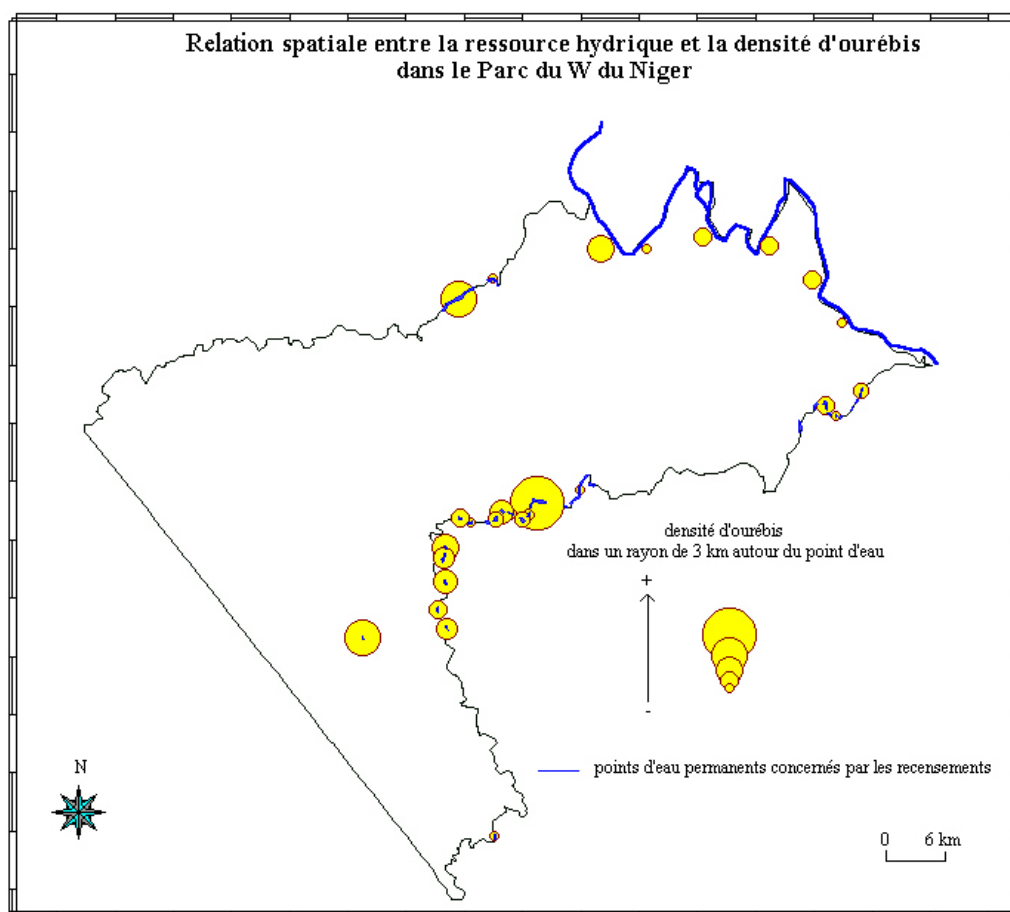 Relation spatiale entre la ressource hydrique et la densité d'ourébis
dans le Parc du W du Niger
densité d'ourébis
dans un rayon de 3 km autour du point d'eau
+
-
points d'eau permanents concernés par les recensements
N
0 6 km